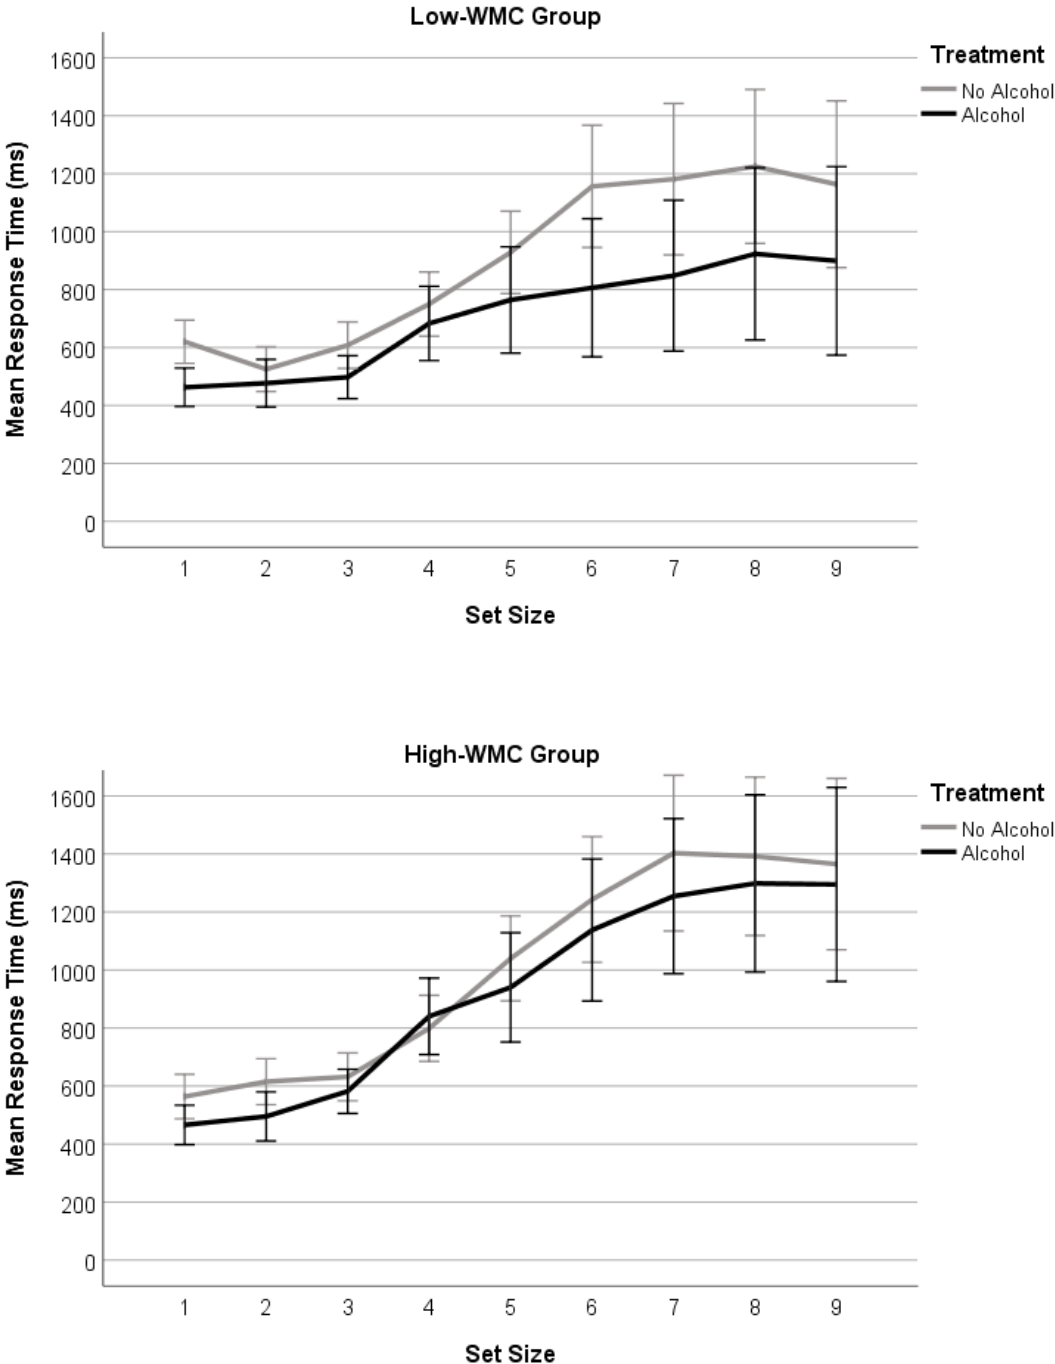 Low-WMC Group
Treatment
No Alcohol
Alcohol
Mean Response Time (ms)
1600
1400
1200
1000
800
600
400
200
0
1 2 3 4 5 6 7 8 9
Set Size
High-WMC Group
Treatment
No Alcohol
Alcohol
Mean Response Time (ms)
1600
1400
1200
1000
800
600
400
200
0
1 2 3 4 5 6 7 8 9
Set Size